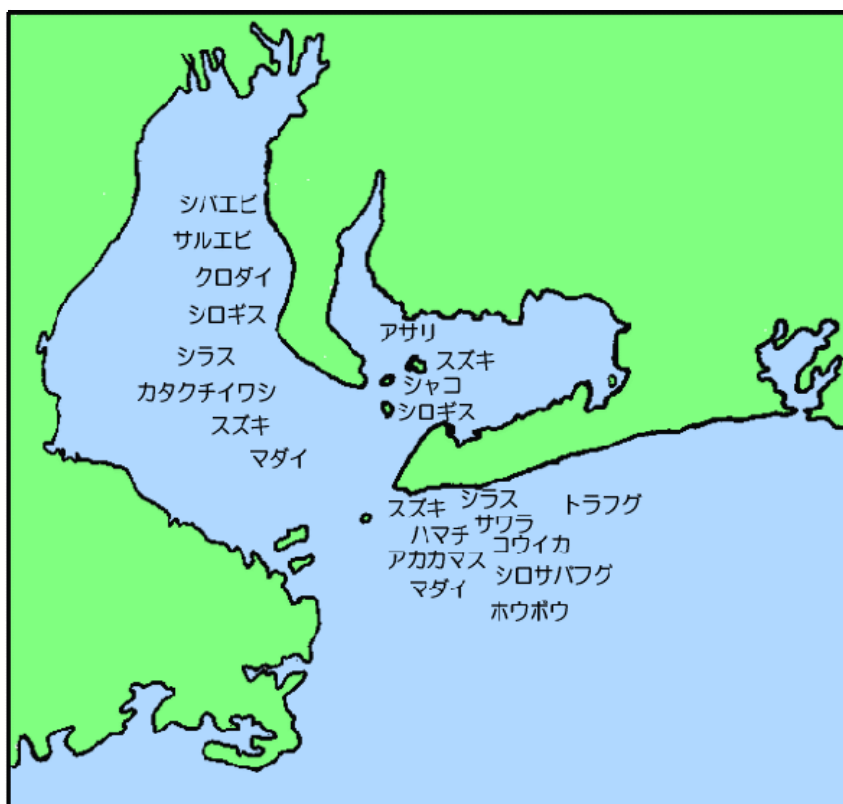 シバエビ
サルエビ
クロダイ
シロギス
シラス
カタクチイワシ
スズキ
マダイ
アサリ
スズキ
シャコ
シロギス
スズキ
シラス
トラフグ
サワラ
ハマチ
コウイカ
アカカマス
シロサバフグ
マダイ
ホウボウ